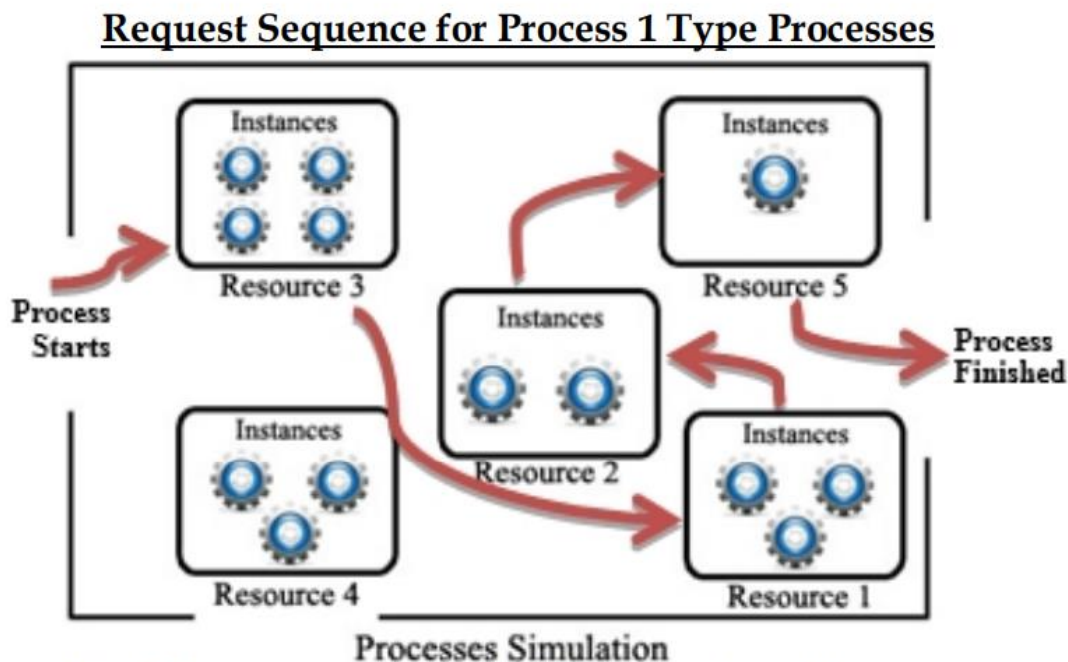 Request Sequence for Process 1 Type Processes
Instances
Resource 3
Instances
Resource 5
Process
Starts
Instances
Resource 2
Process
Finished
Instances
Resource 4
Instances
Resource 1
Processes Simulation